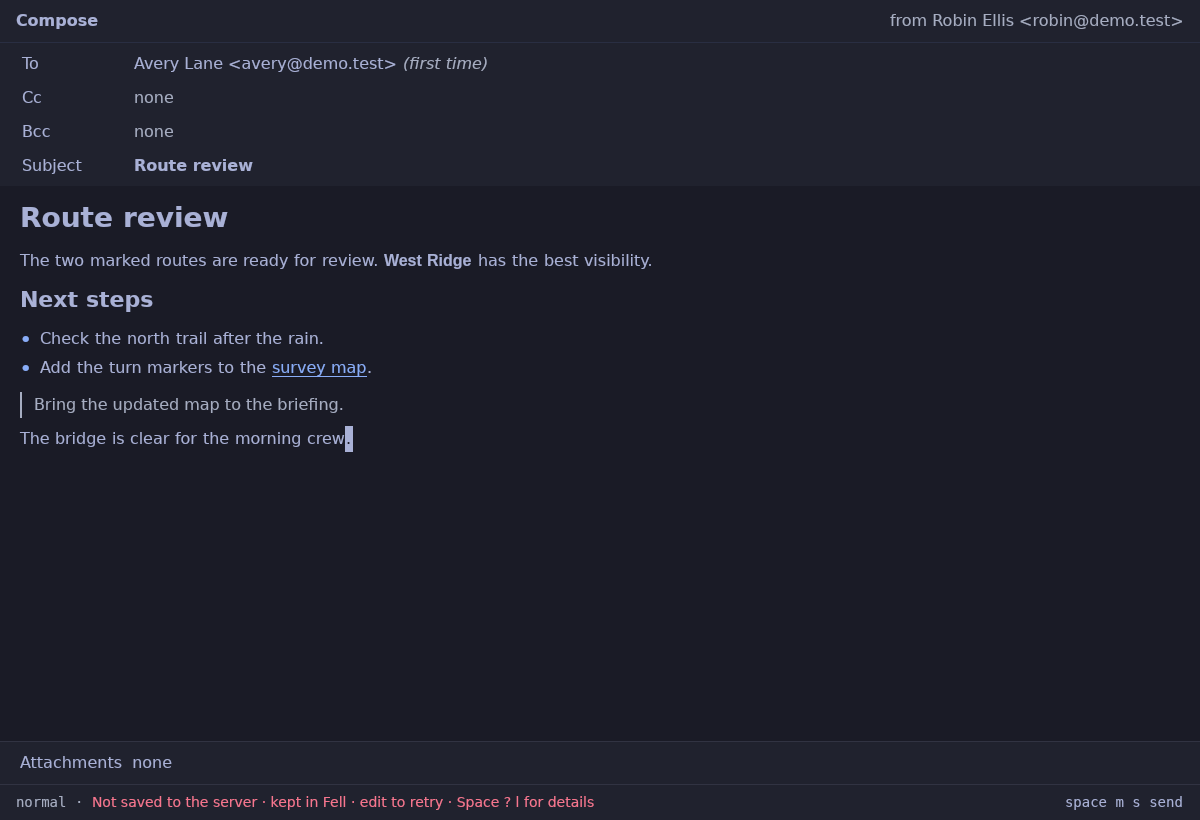 Compose
from Robin Ellis <robin@demo.test>
To Avery Lane <avery@demo.test> (first time)
Cc none
Bcc none
Subject Route review
Route review
The two marked routes are ready for review. West Ridge has the best visibility.
Next steps
• Check the north trail after the rain.
• Add the turn markers to the survey map.
Bring the updated map to the briefing.
The bridge is clear for the morning crew.
Attachments none
normal · Not saved to the server · kept in Fell · edit to retry · Space ? l for details
space m s send